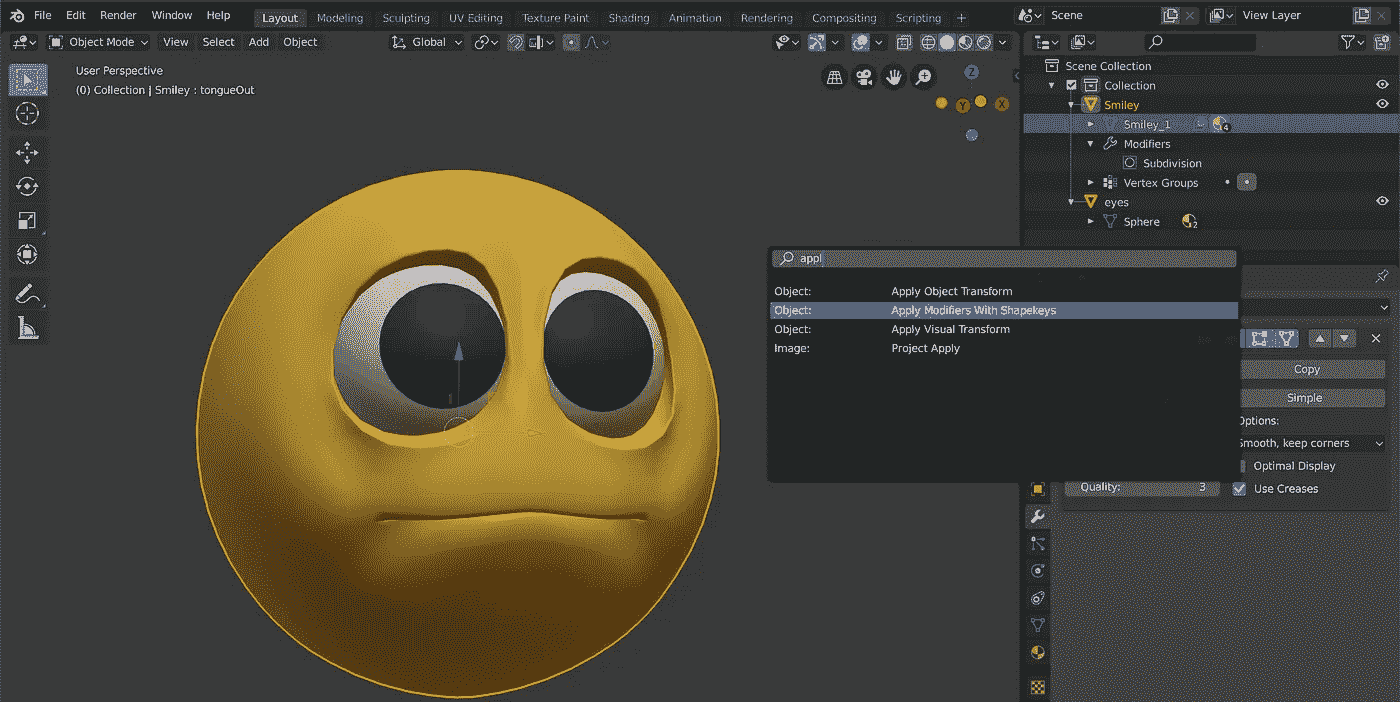 File Edit Render Window Help Layout Modeling Sculpting UV Editing Texture Paint Shading Animation Rendering Compositing Scripting + Scene View Layer
Object Mode View Select Add Object Global
User Perspective
(0) Collection | Smiley : tongueOut
Z
Y X
Scene Collection
Collection
Smiley
Smiley_1 4
Modifiers
Subdivision
Vertex Groups
eyes
Sphere 2
appl
Object: Apply Object Transform
Object: Apply Modifiers With Shapekeys
Object: Apply Visual Transform
Image: Project Apply
Copy
Simple
Options:
Smooth, keep corners
Optimal Display
Quality: 3 Use Creases